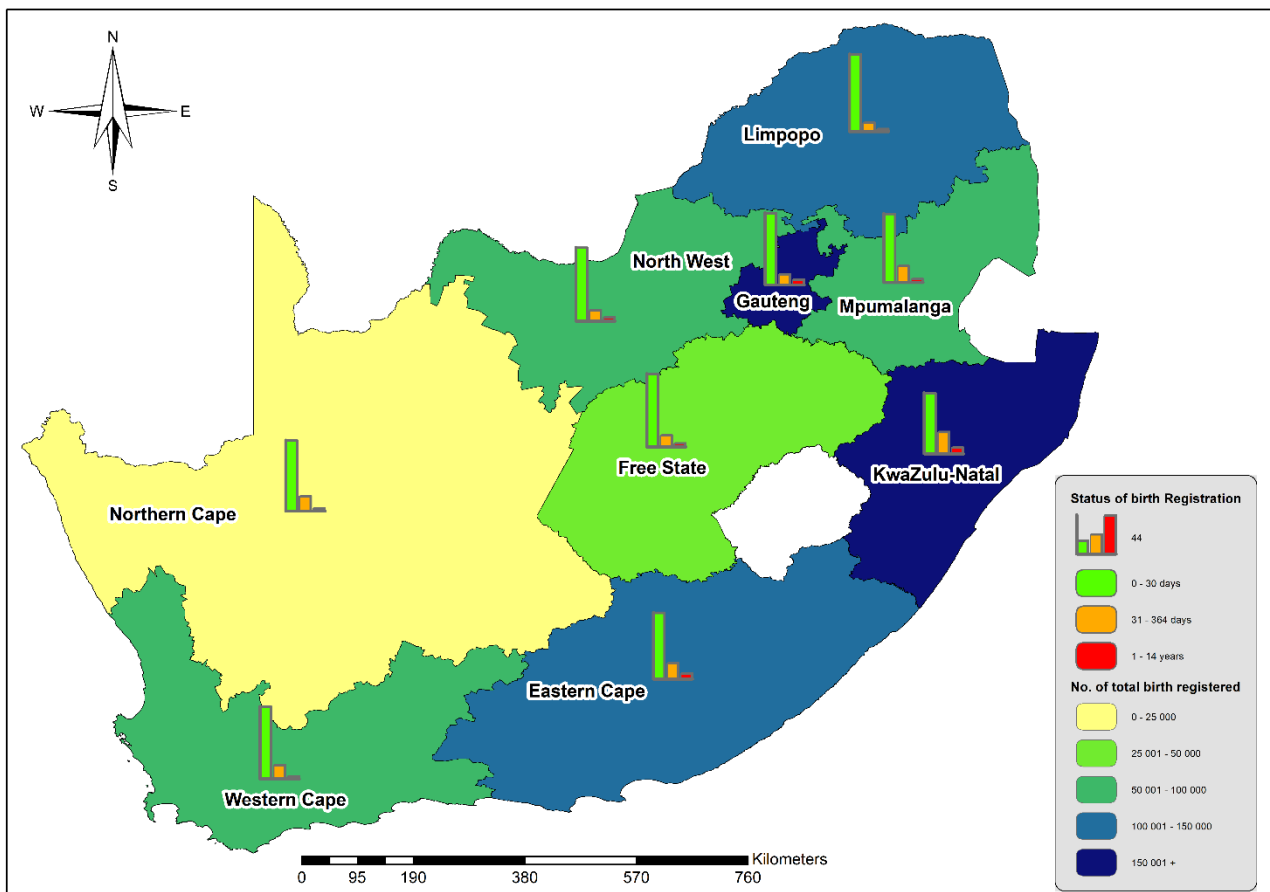 N
W E
S
Limpopo
North West
Gauteng
Mpumalanga
Free State
KwaZulu-Natal
Northern Cape
Eastern Cape
Western Cape
Status of birth Registration
44
0 - 30 days
31 - 364 days
1 - 14 years
No. of total birth registered
0 - 25 000
25 001 - 50 000
50 001 - 100 000
100 001 - 150 000
150 001 +
Kilometers
0 95 190 380 570 760